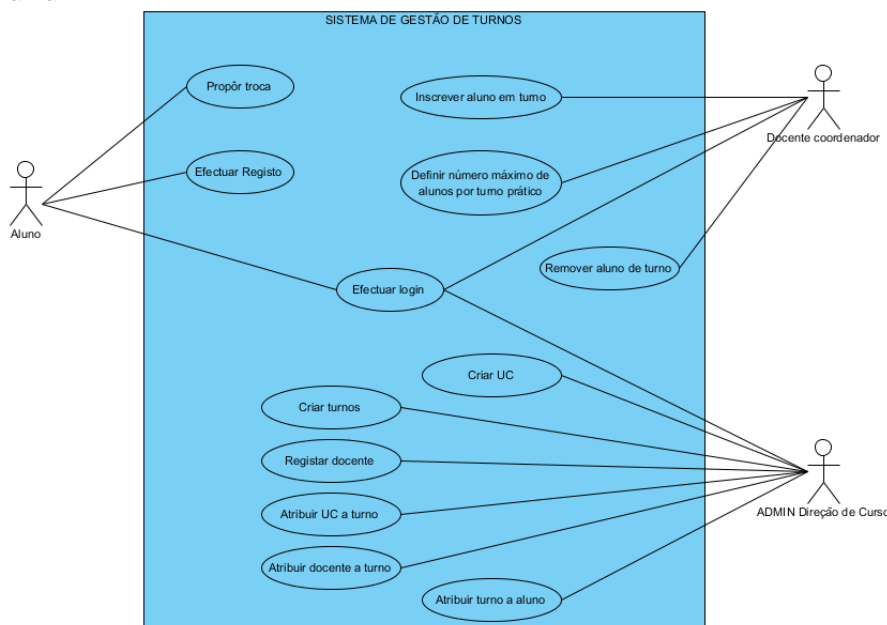 SISTEMA DE GESTÃO DE TURNOS
Propôr troca
Inscrever aluno em turno
Docente coordenador
Efectuar Registo
Definir número máximo de
alunos por turno prático
Aluno
Remover aluno de turno
Efectuar login
Criar UC
Criar turnos
Registar docente
Atribuir UC a turno
ADMIN Direção de Curso
Atribuir docente a turno
Atribuir turno a aluno